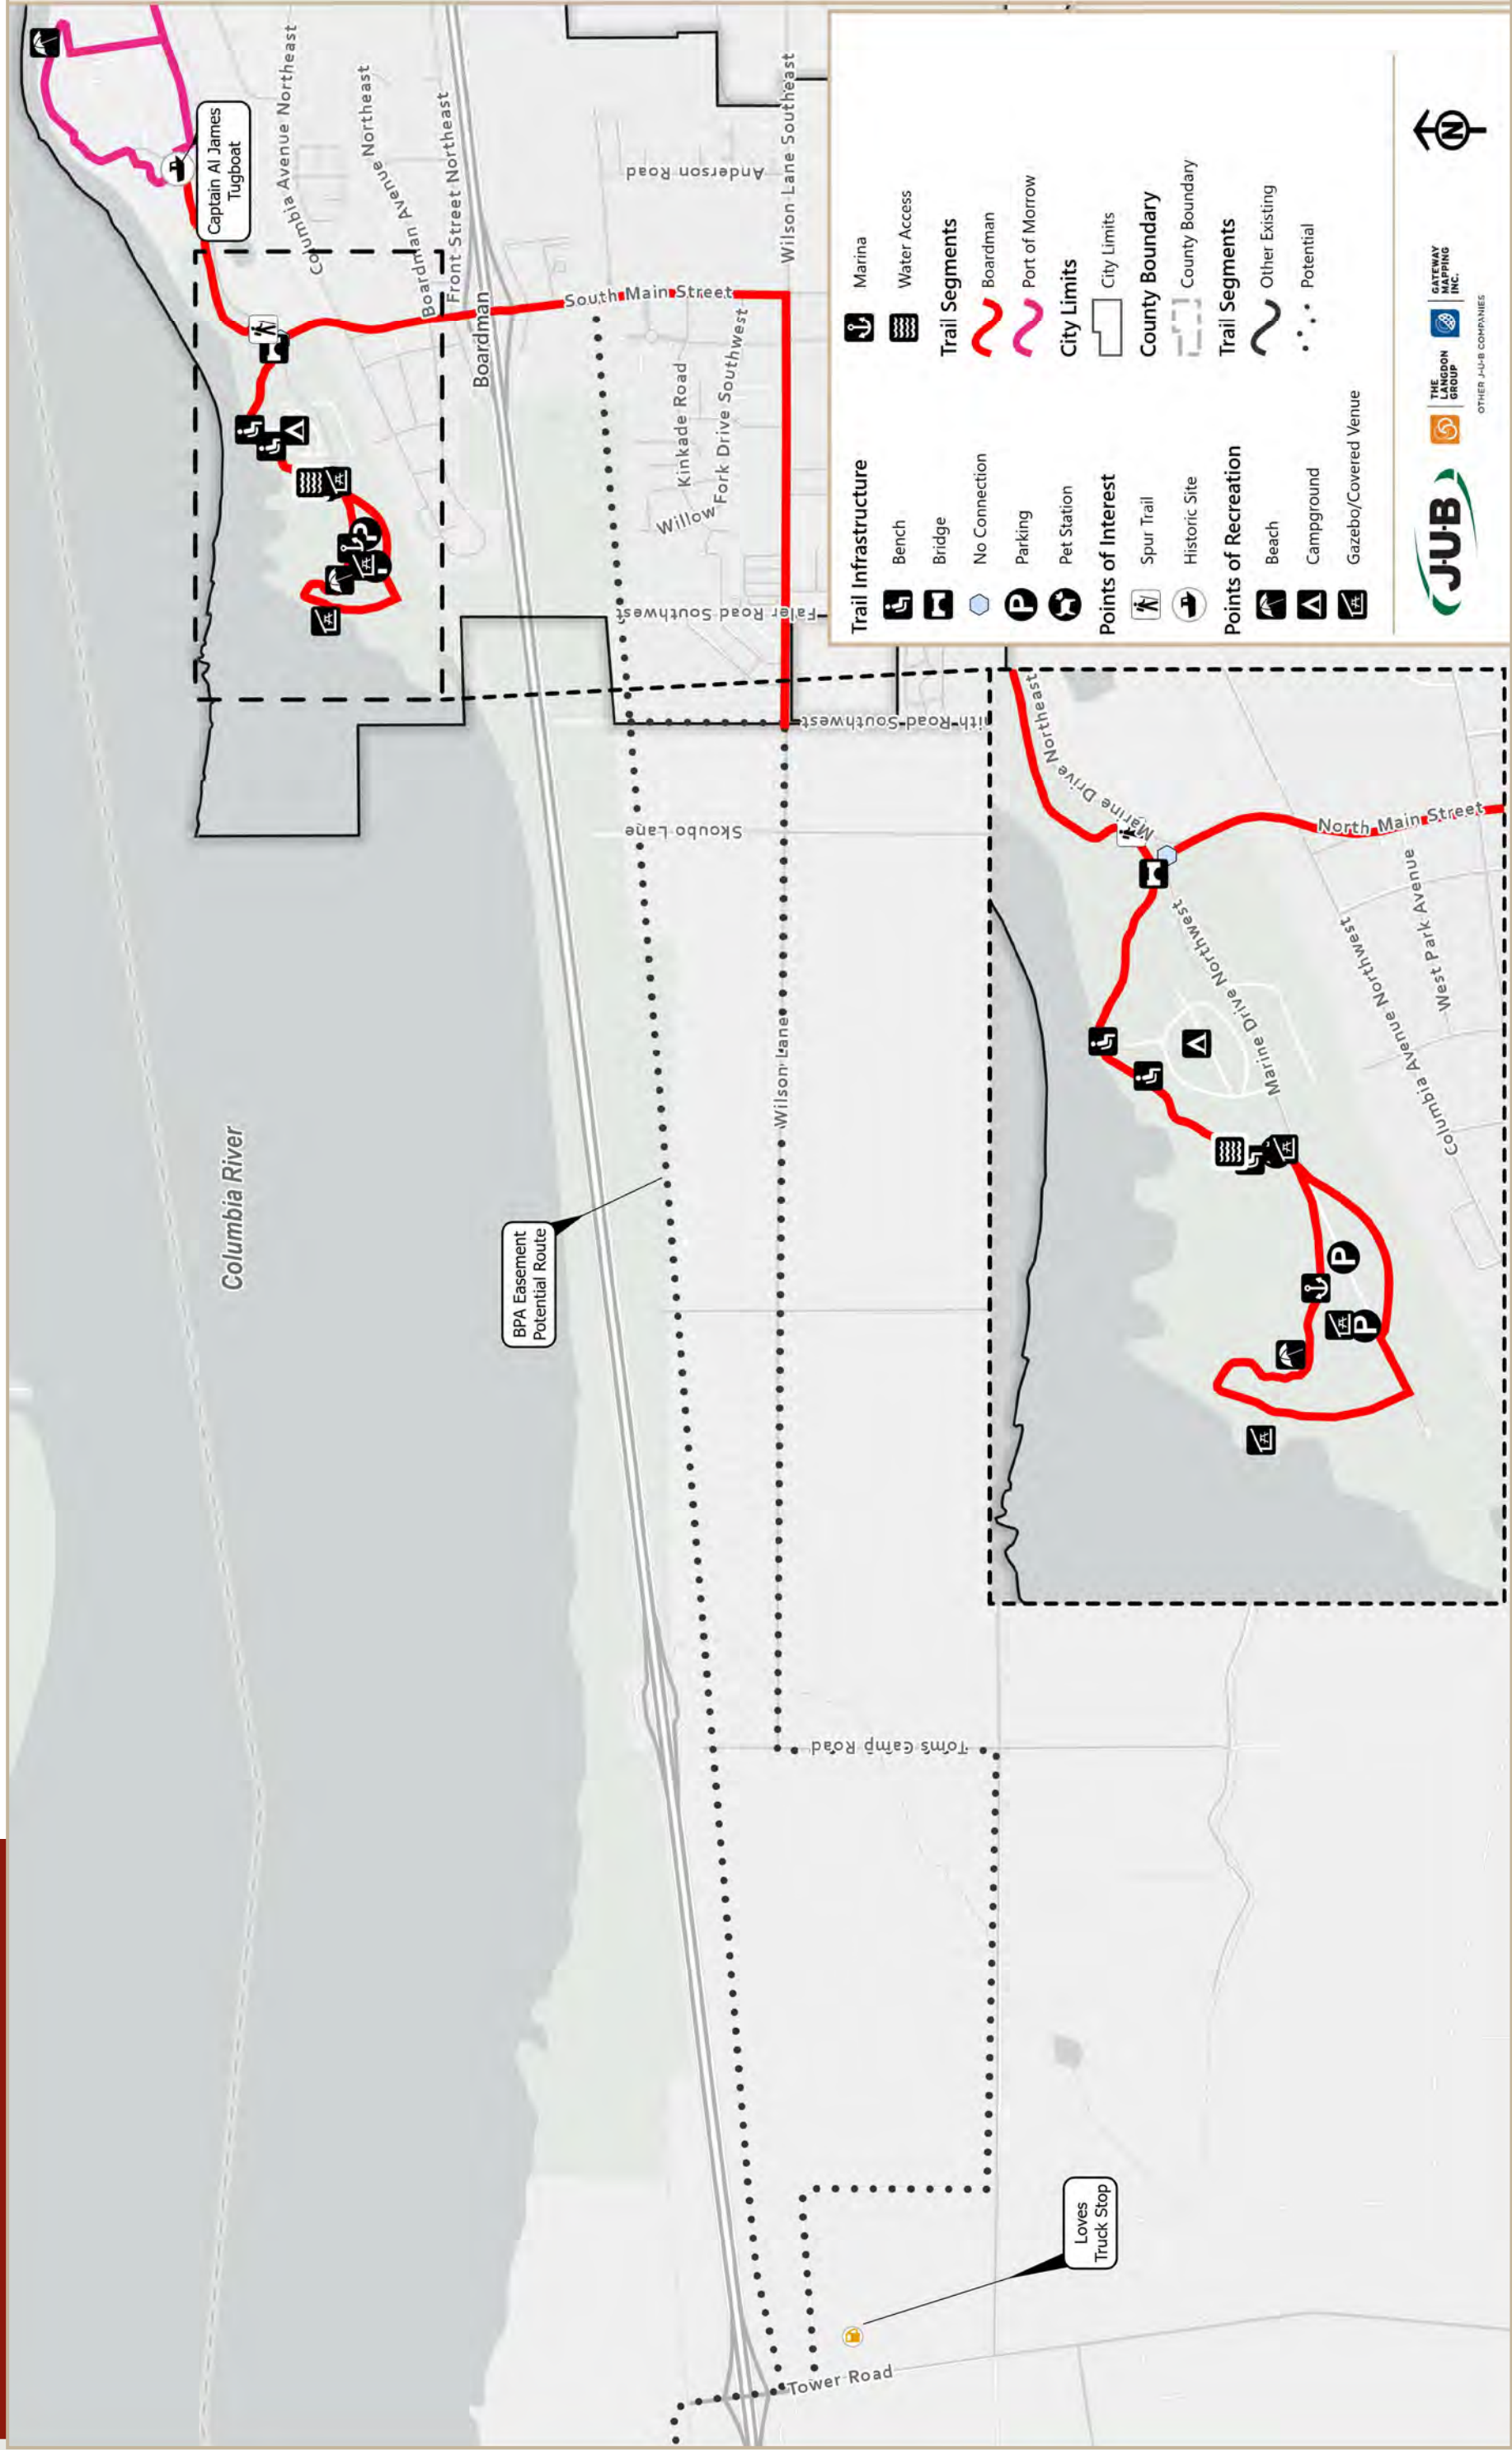 Columbia River
Captain Al James
Tugboat
Columbia Avenue Northeast
Boardman Avenue Northeast
Front Street Northeast
Boardman
South Main Street
Anderson Road
Wilson Lane Southeast
Kinkade Road
Willow Fork Drive Southwest
Faler Road Southwest
ith Road Southwest
Skoubo Lane
Wilson Lane
BPA Easement
Potential Route
Toms Camp Road
Loves
Truck Stop
Tower Road
Marine Drive Northeast
North Main Street
Marine Drive Northwest
Columbia Avenue Northwest
West Park Avenue
P
P
Trail Infrastructure
Bench
Bridge
No Connection
P Parking
Pet Station
Points of Interest
Spur Trail
Historic Site
Points of Recreation
Beach
Campground
Gazebo/Covered Venue
Marina
Water Access
Trail Segments
Boardman
Port of Morrow
City Limits
City Limits
County Boundary
County Boundary
Trail Segments
Other Existing
Potential
J-U-B
THE
LANGDON
GROUP
GATEWAY
MAPPING
INC.
OTHER J-U-B COMPANIES
N